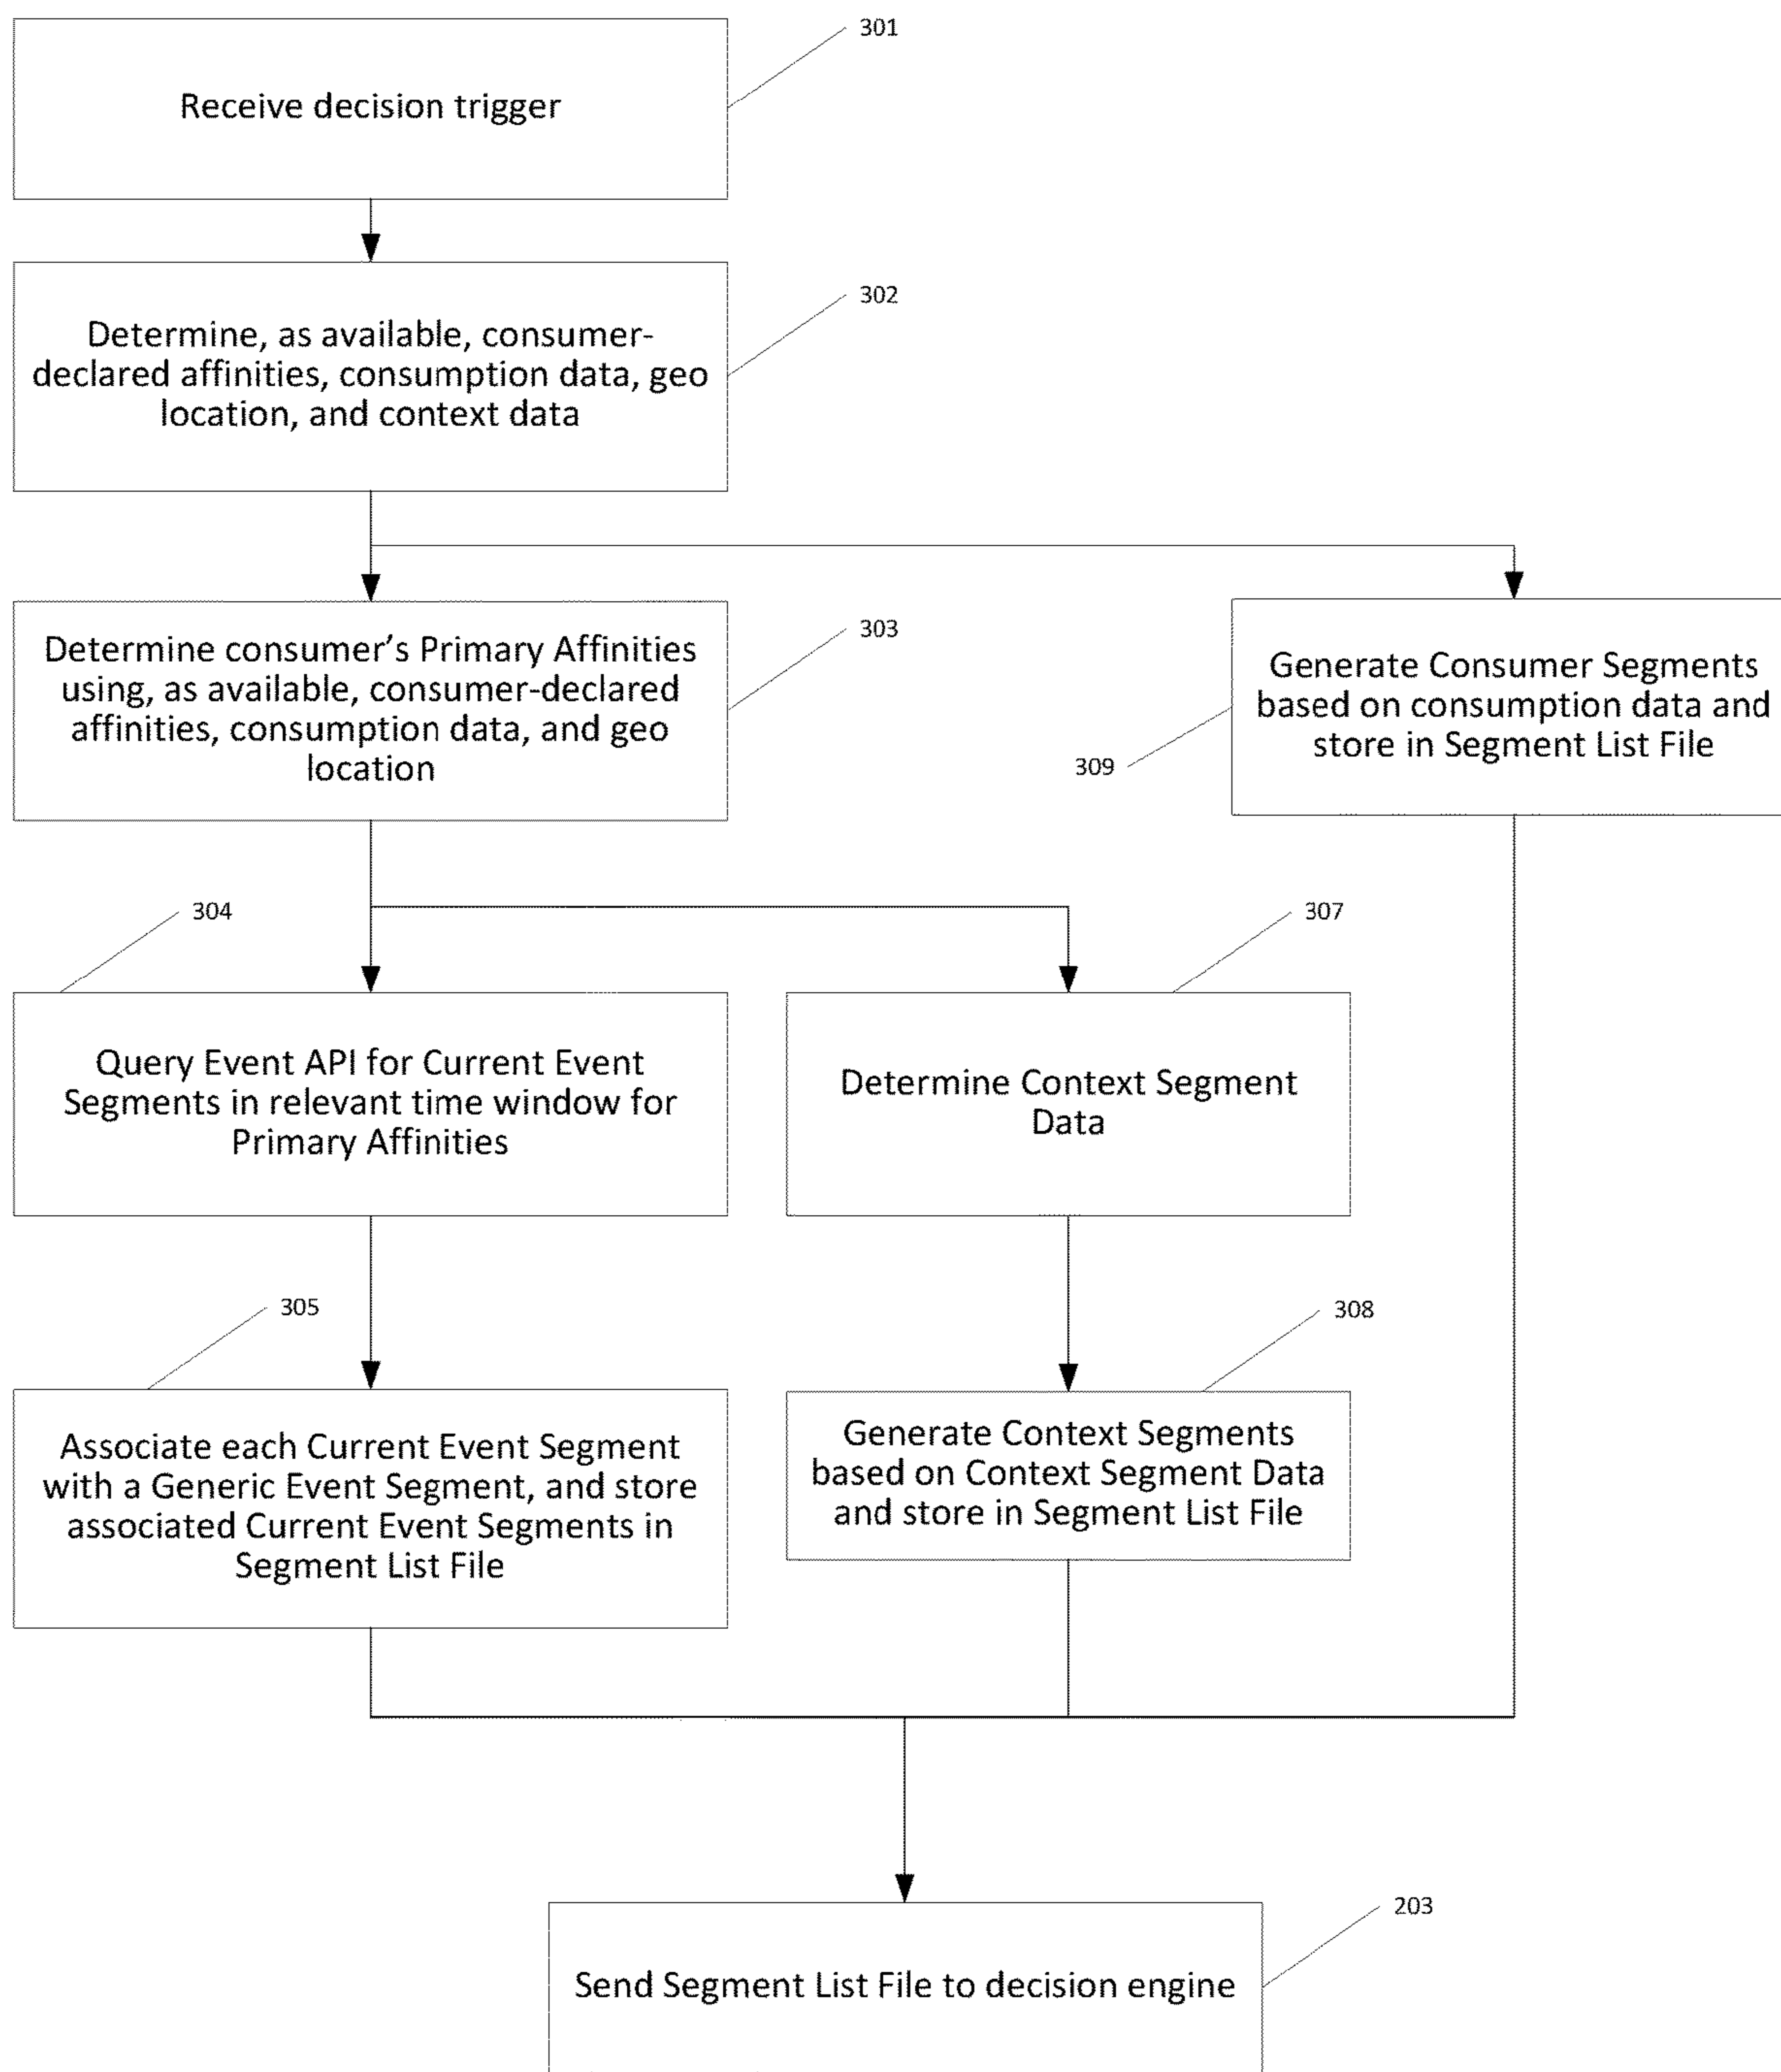 301
Receive decision trigger
302
Determine, as available, consumer-
declared affinities, consumption data, geo
location, and context data
303
Determine consumer's Primary Affinities
using, as available, consumer-declared
affinities, consumption data, and geo
location
309
Generate Consumer Segments
based on consumption data and
store in Segment List File
304
Query Event API for Current Event
Segments in relevant time window for
Primary Affinities
307
Determine Context Segment
Data
305
Associate each Current Event Segment
with a Generic Event Segment, and store
associated Current Event Segments in
Segment List File
308
Generate Context Segments
based on Context Segment Data
and store in Segment List File
203
Send Segment List File to decision engine